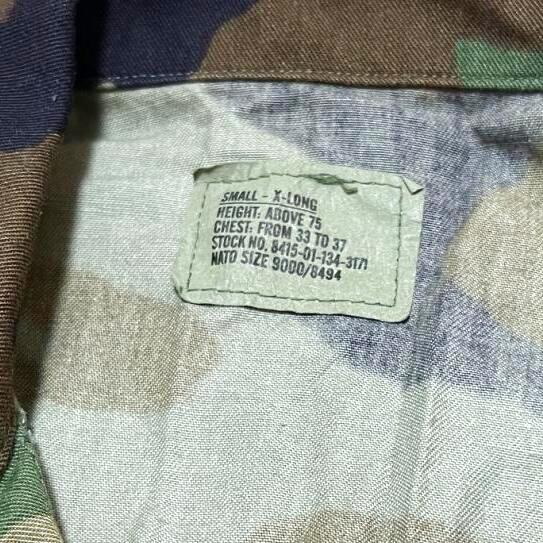 SMALL - X-LONG
HEIGHT: ABOVE 75
CHEST: FROM 33 TO 37
STOCK NO. 8415-01-134-3171
NATO SIZE 9000/8494